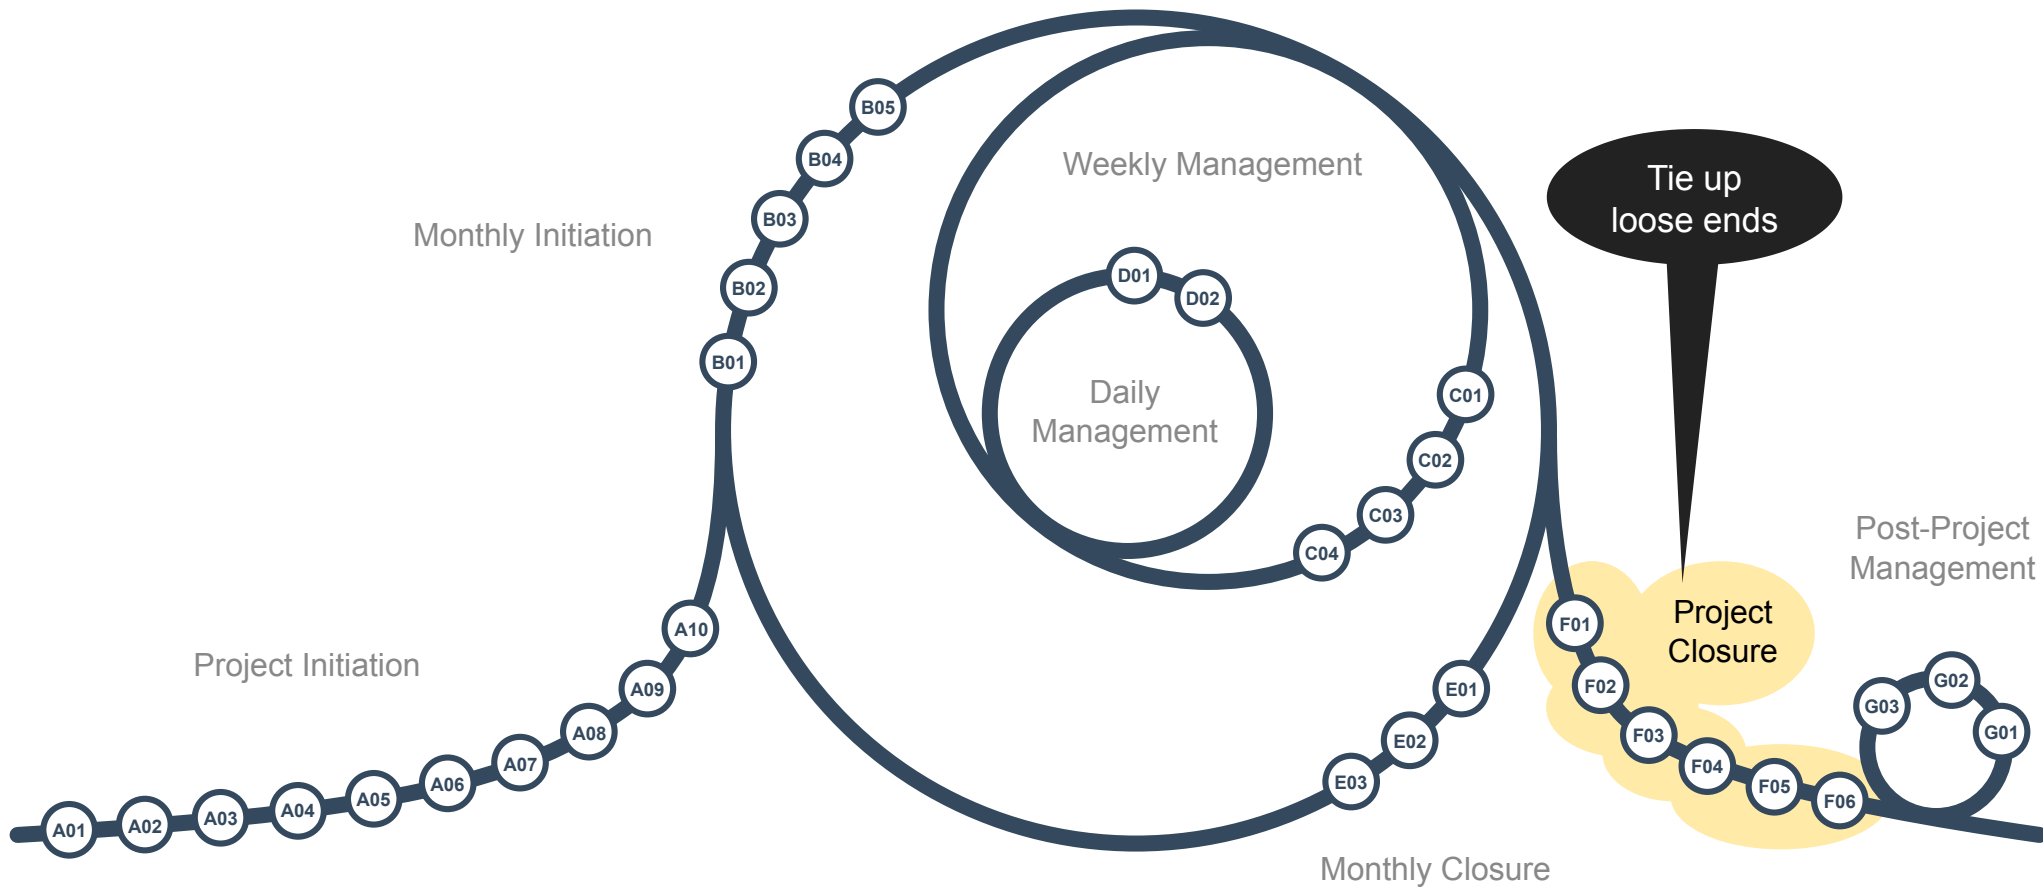 B05
B04
B03
B02
B01
Monthly Initiation
Weekly Management
D01
D02
Daily
Management
C01
C02
C03
C04
Tie up
loose ends
Project Initiation
A01
A02
A03
A04
A05
A06
A07
A08
A09
A10
E01
E02
E03
Monthly Closure
Project
Closure
F01
F02
F03
F04
F05
F06
Post-Project
Management
G03
G02
G01